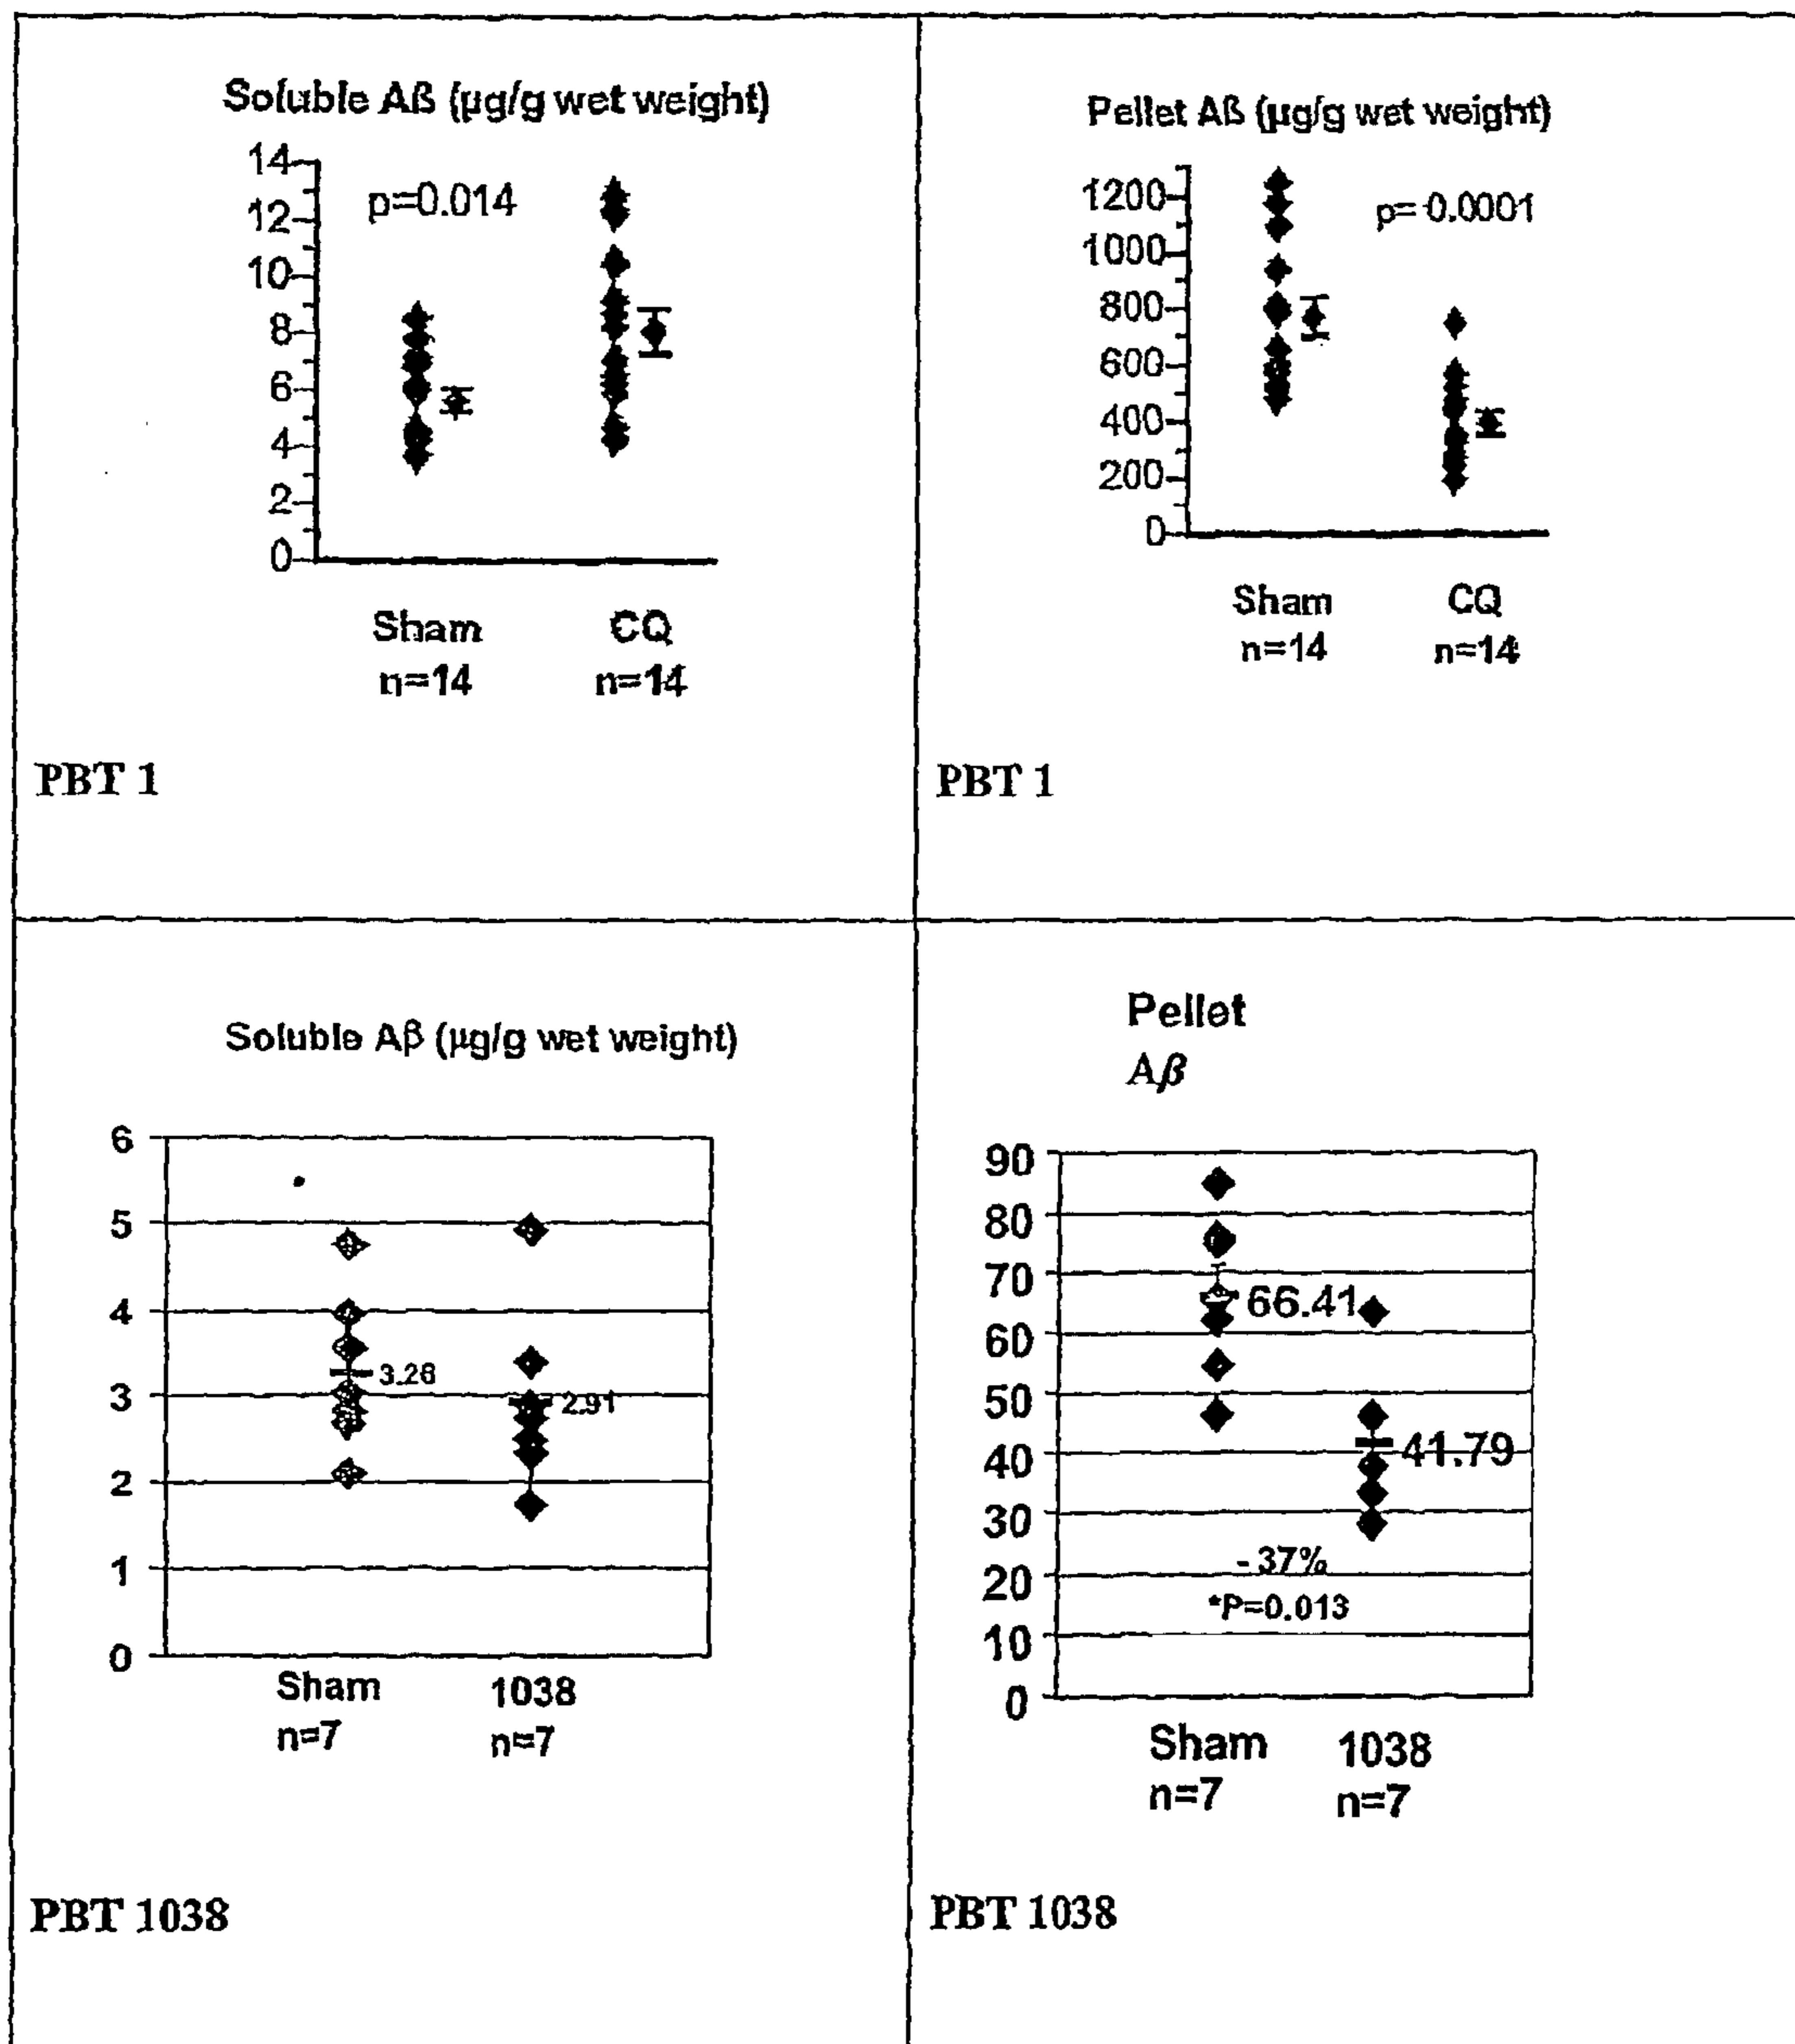 Soluble Aß (µg/g wet weight)
14
12
10
8
6
4
2
0
p=0.014
Sham
n=14
CQ
n=14
PBT 1
Pellet Aß (µg/g wet weight)
1200
1000
800
600
400
200
0
p= 0.0001
Sham
n=14
CQ
n=14
PBT 1
Soluble Aβ (µg/g wet weight)
6
5
4
3
2
1
0
2.91
Sham
n=7
1038
n=7
PBT 1038
Pellet
Aβ
90
80
70
60
50
40
30
20
10
0
66.41
41.79
- 37%
*P=0.013
Sham
n=7
1038
n=7
PBT 1038